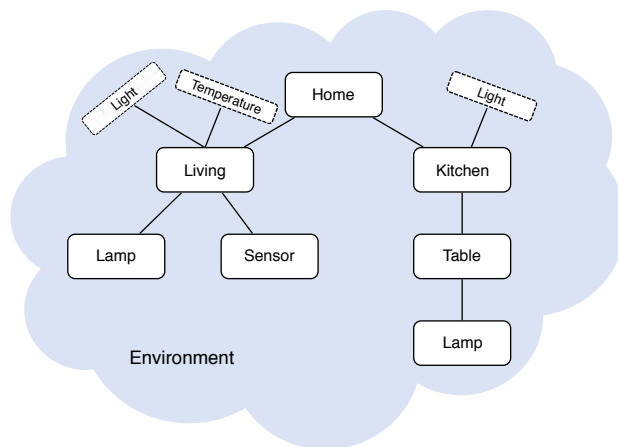 Light
Temperature
Home
Light
Living
Kitchen
Lamp
Sensor
Table
Lamp
Environment